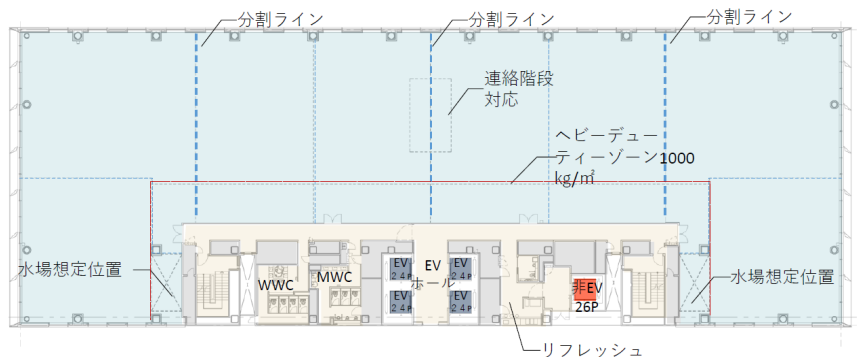 分割ライン
分割ライン
分割ライン
連絡階段
対応
ヘビーデュー
ティーゾーン1000
kg/㎡
水場想定位置
WWC
MWC
EV
24P
EV
24P
EV
ホール
EV
24P
EV
24P
非EV
26P
水場想定位置
リフレッシュ